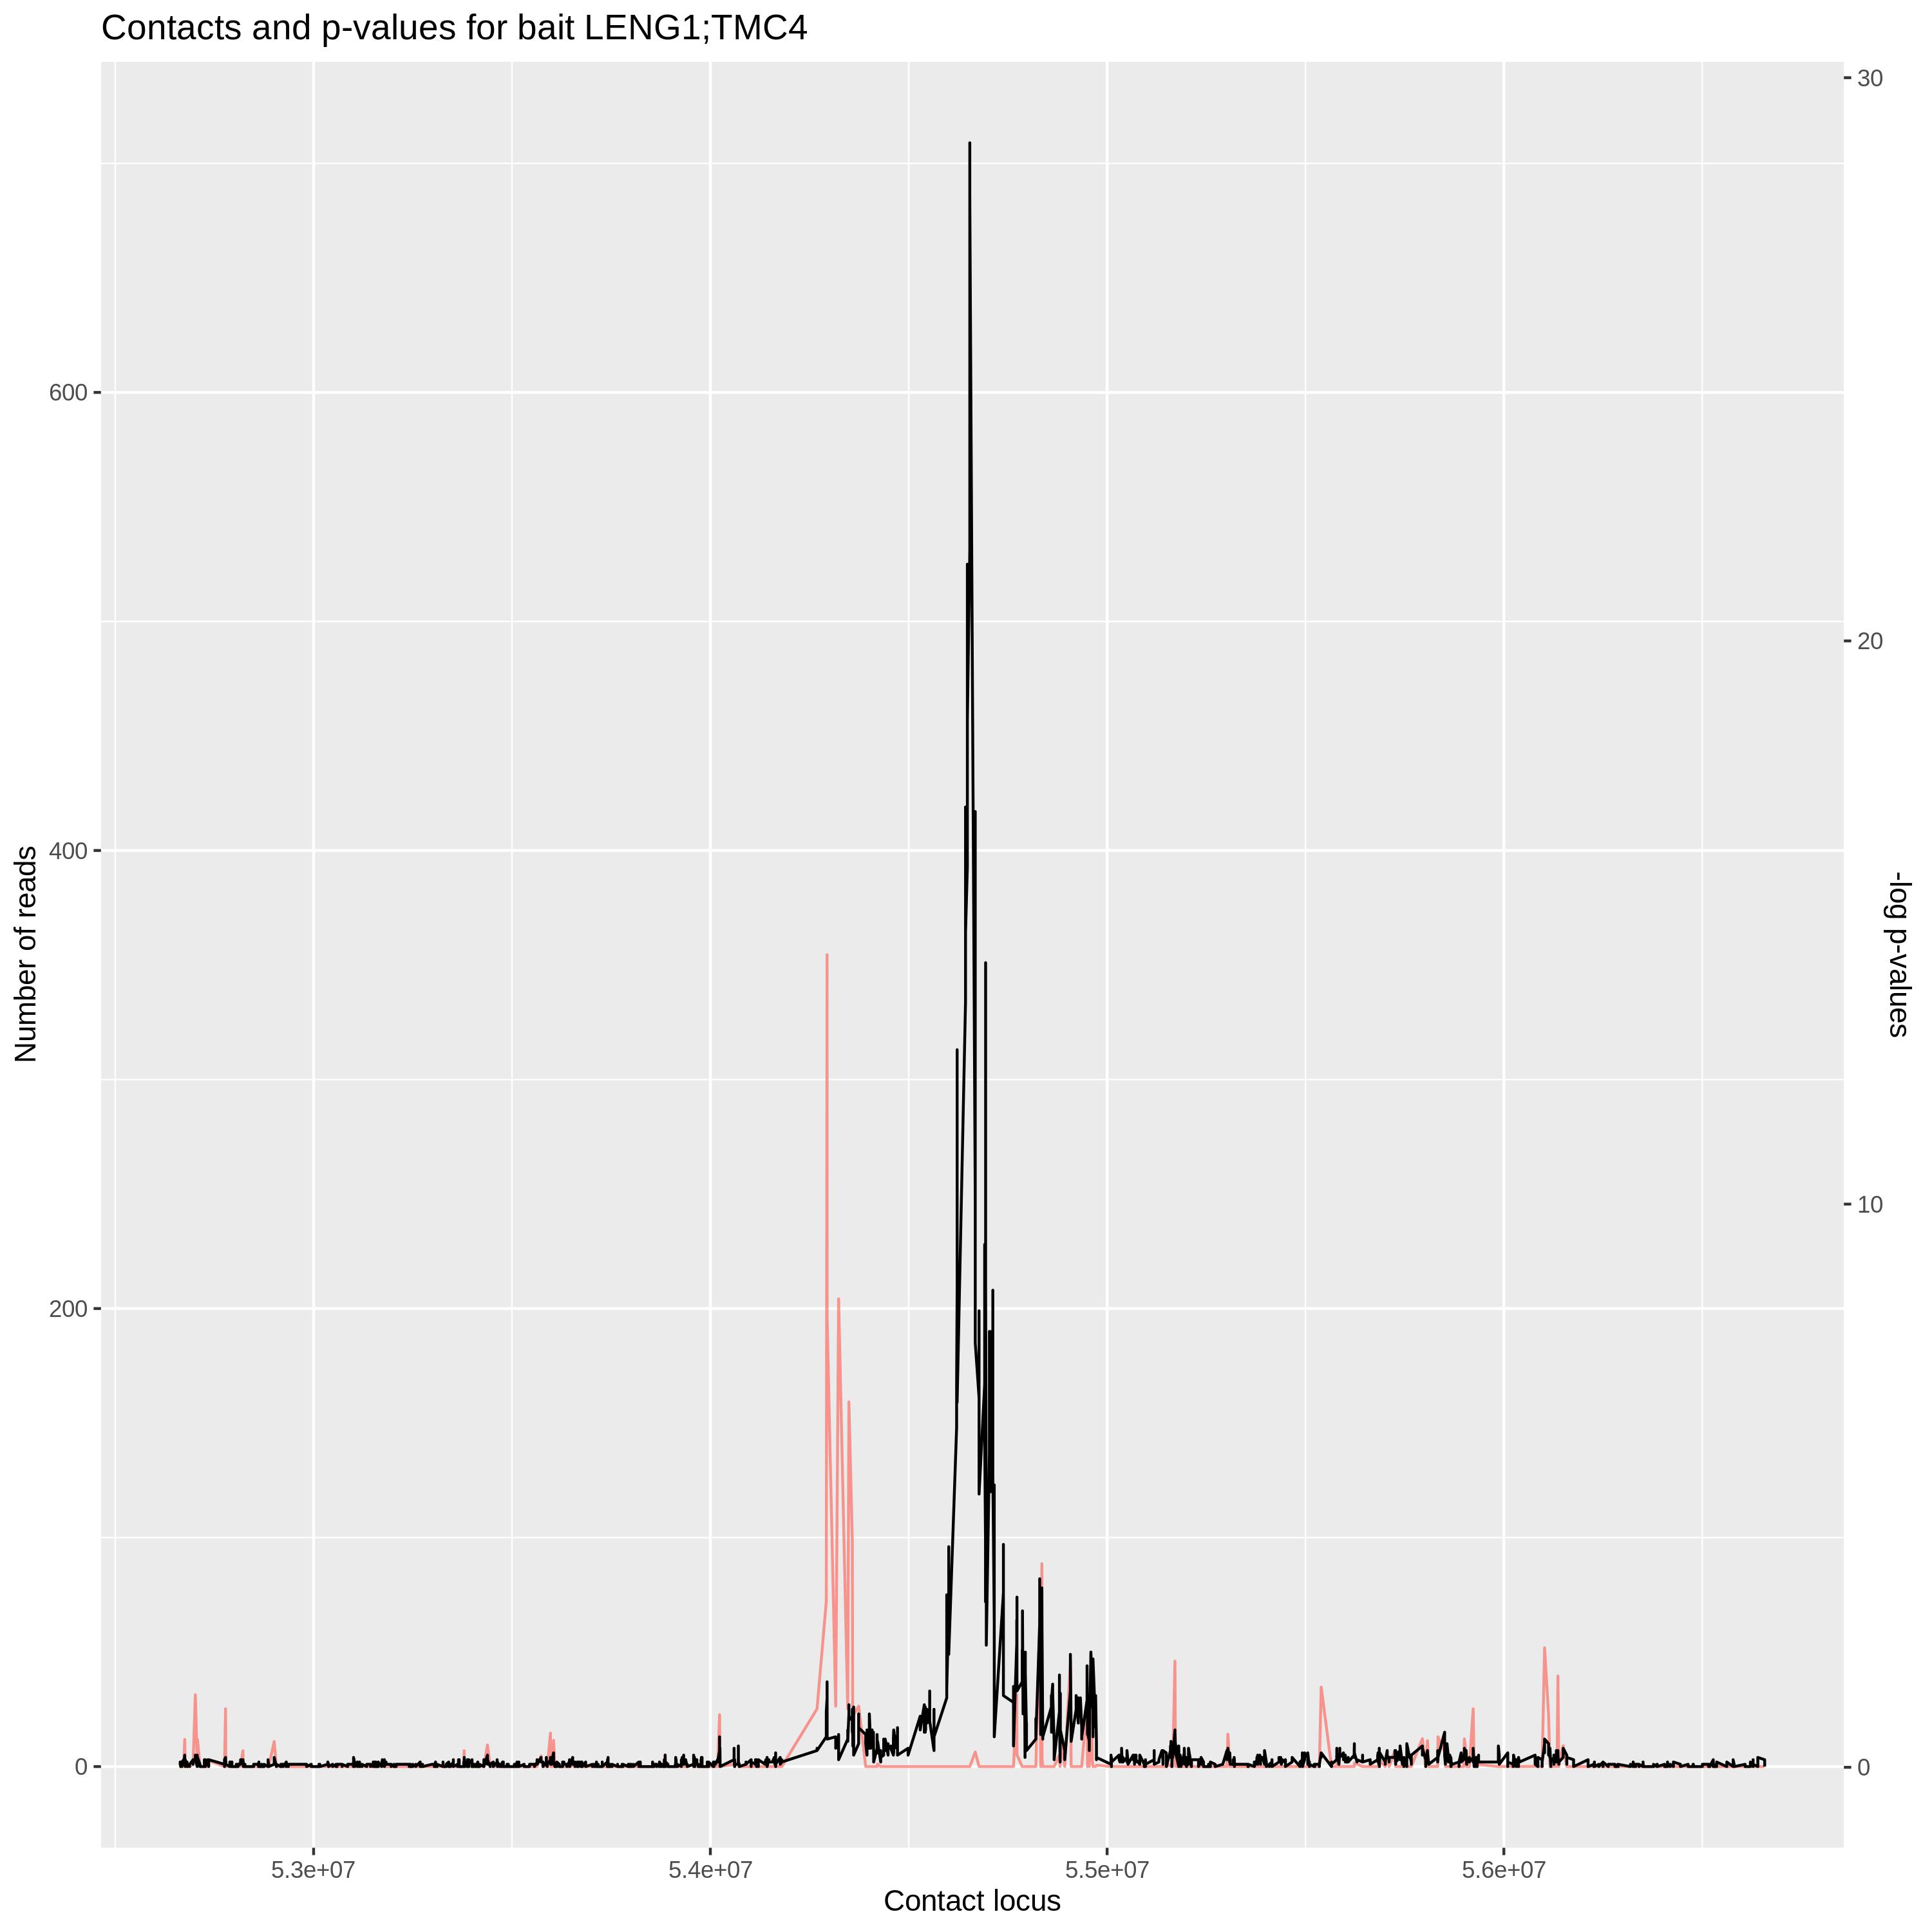 Contacts and p-values for bait LENG1;TMC4
30
600
20
400
Number of reads
-log p-values
10
200
0
0
5.3e+07
5.4e+07
5.5e+07
5.6e+07
Contact locus